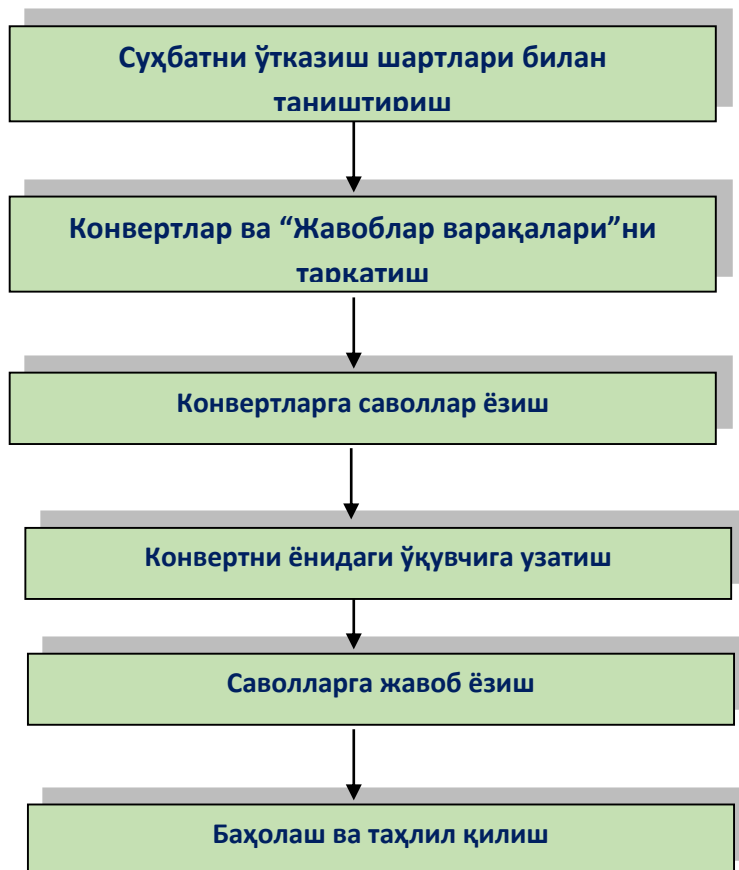 Суҳбатни ўтказиш шартлари билан
таништириш
Конвертлар ва “Жавоблар варақалари”ни
тарқатиш
Конвертларга саволлар ёзиш
Конвертни ёнидаги ўқувчига узатиш
Саволларга жавоб ёзиш
Баҳолаш ва таҳлил қилиш